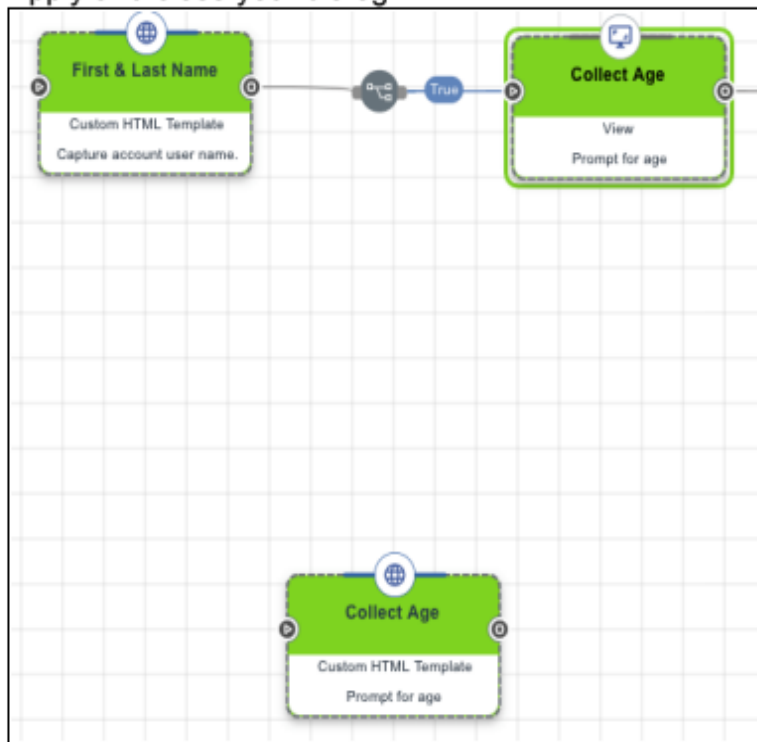 First & Last Name
Custom HTML Template
Capture account user name.
True
Collect Age
View
Prompt for age
Collect Age
Custom HTML Template
Prompt for age